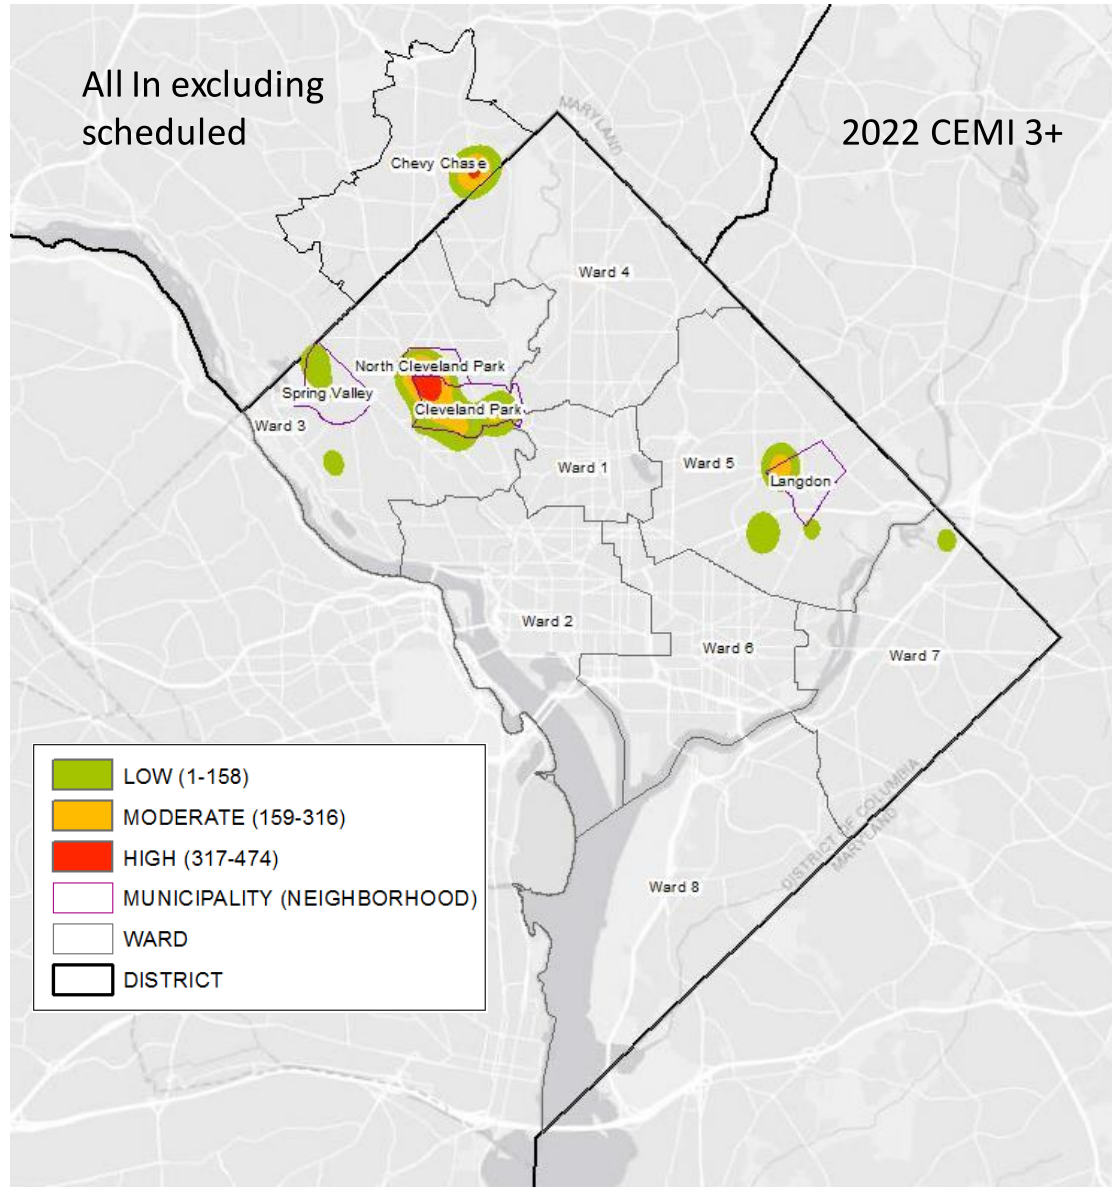 All In excluding
scheduled
2022 CEMI 3+
MARYLAND
Chevy Chase
Ward 4
North Cleveland Park
Spring Valley
Cleveland Park
Ward 3
Ward 1
Ward 5
Langdon
Ward 2
Ward 6
Ward 7
DISTRICT OF COLUMBIA
MARYLAND
Ward 8
LOW (1-158)
MODERATE (159-316)
HIGH (317-474)
MUNICIPALITY (NEIGHBORHOOD)
WARD
DISTRICT